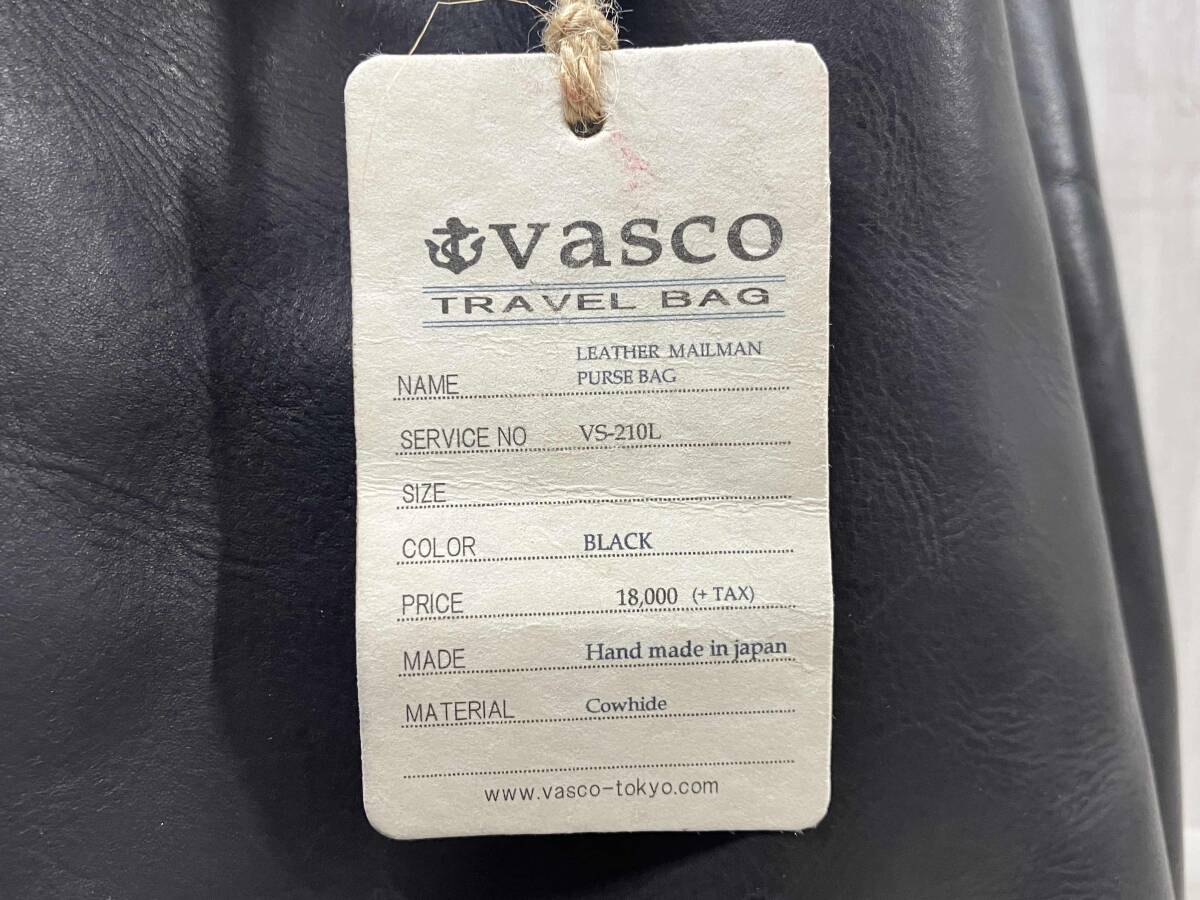 vasco
TRAVEL BAG
NAME LEATHER MAILMAN
PURSE BAG
SERVICE NO VS-210L
SIZE
COLOR BLACK
PRICE 18,000 (+ TAX)
MADE Hand made in japan
MATERIAL Cowhide
www.vasco-tokyo.com